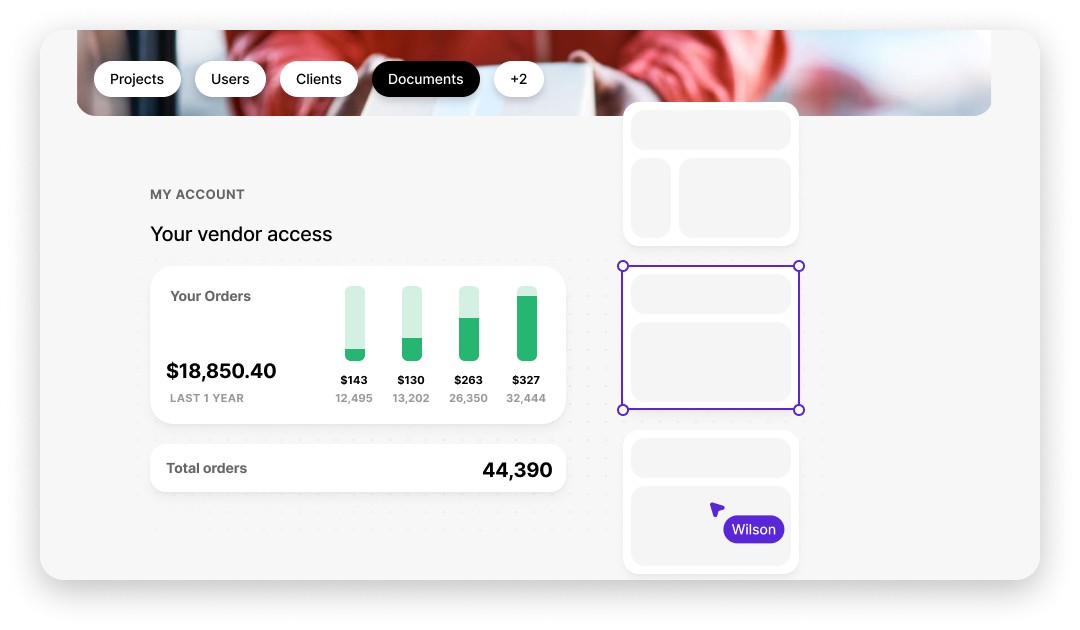 Projects Users Clients Documents +2
MY ACCOUNT
Your vendor access
Your Orders
$18,850.40
LAST 1 YEAR
$143 $130 $263 $327
12,495 13,202 26,350 32,444
Total orders 44,390
Wilson